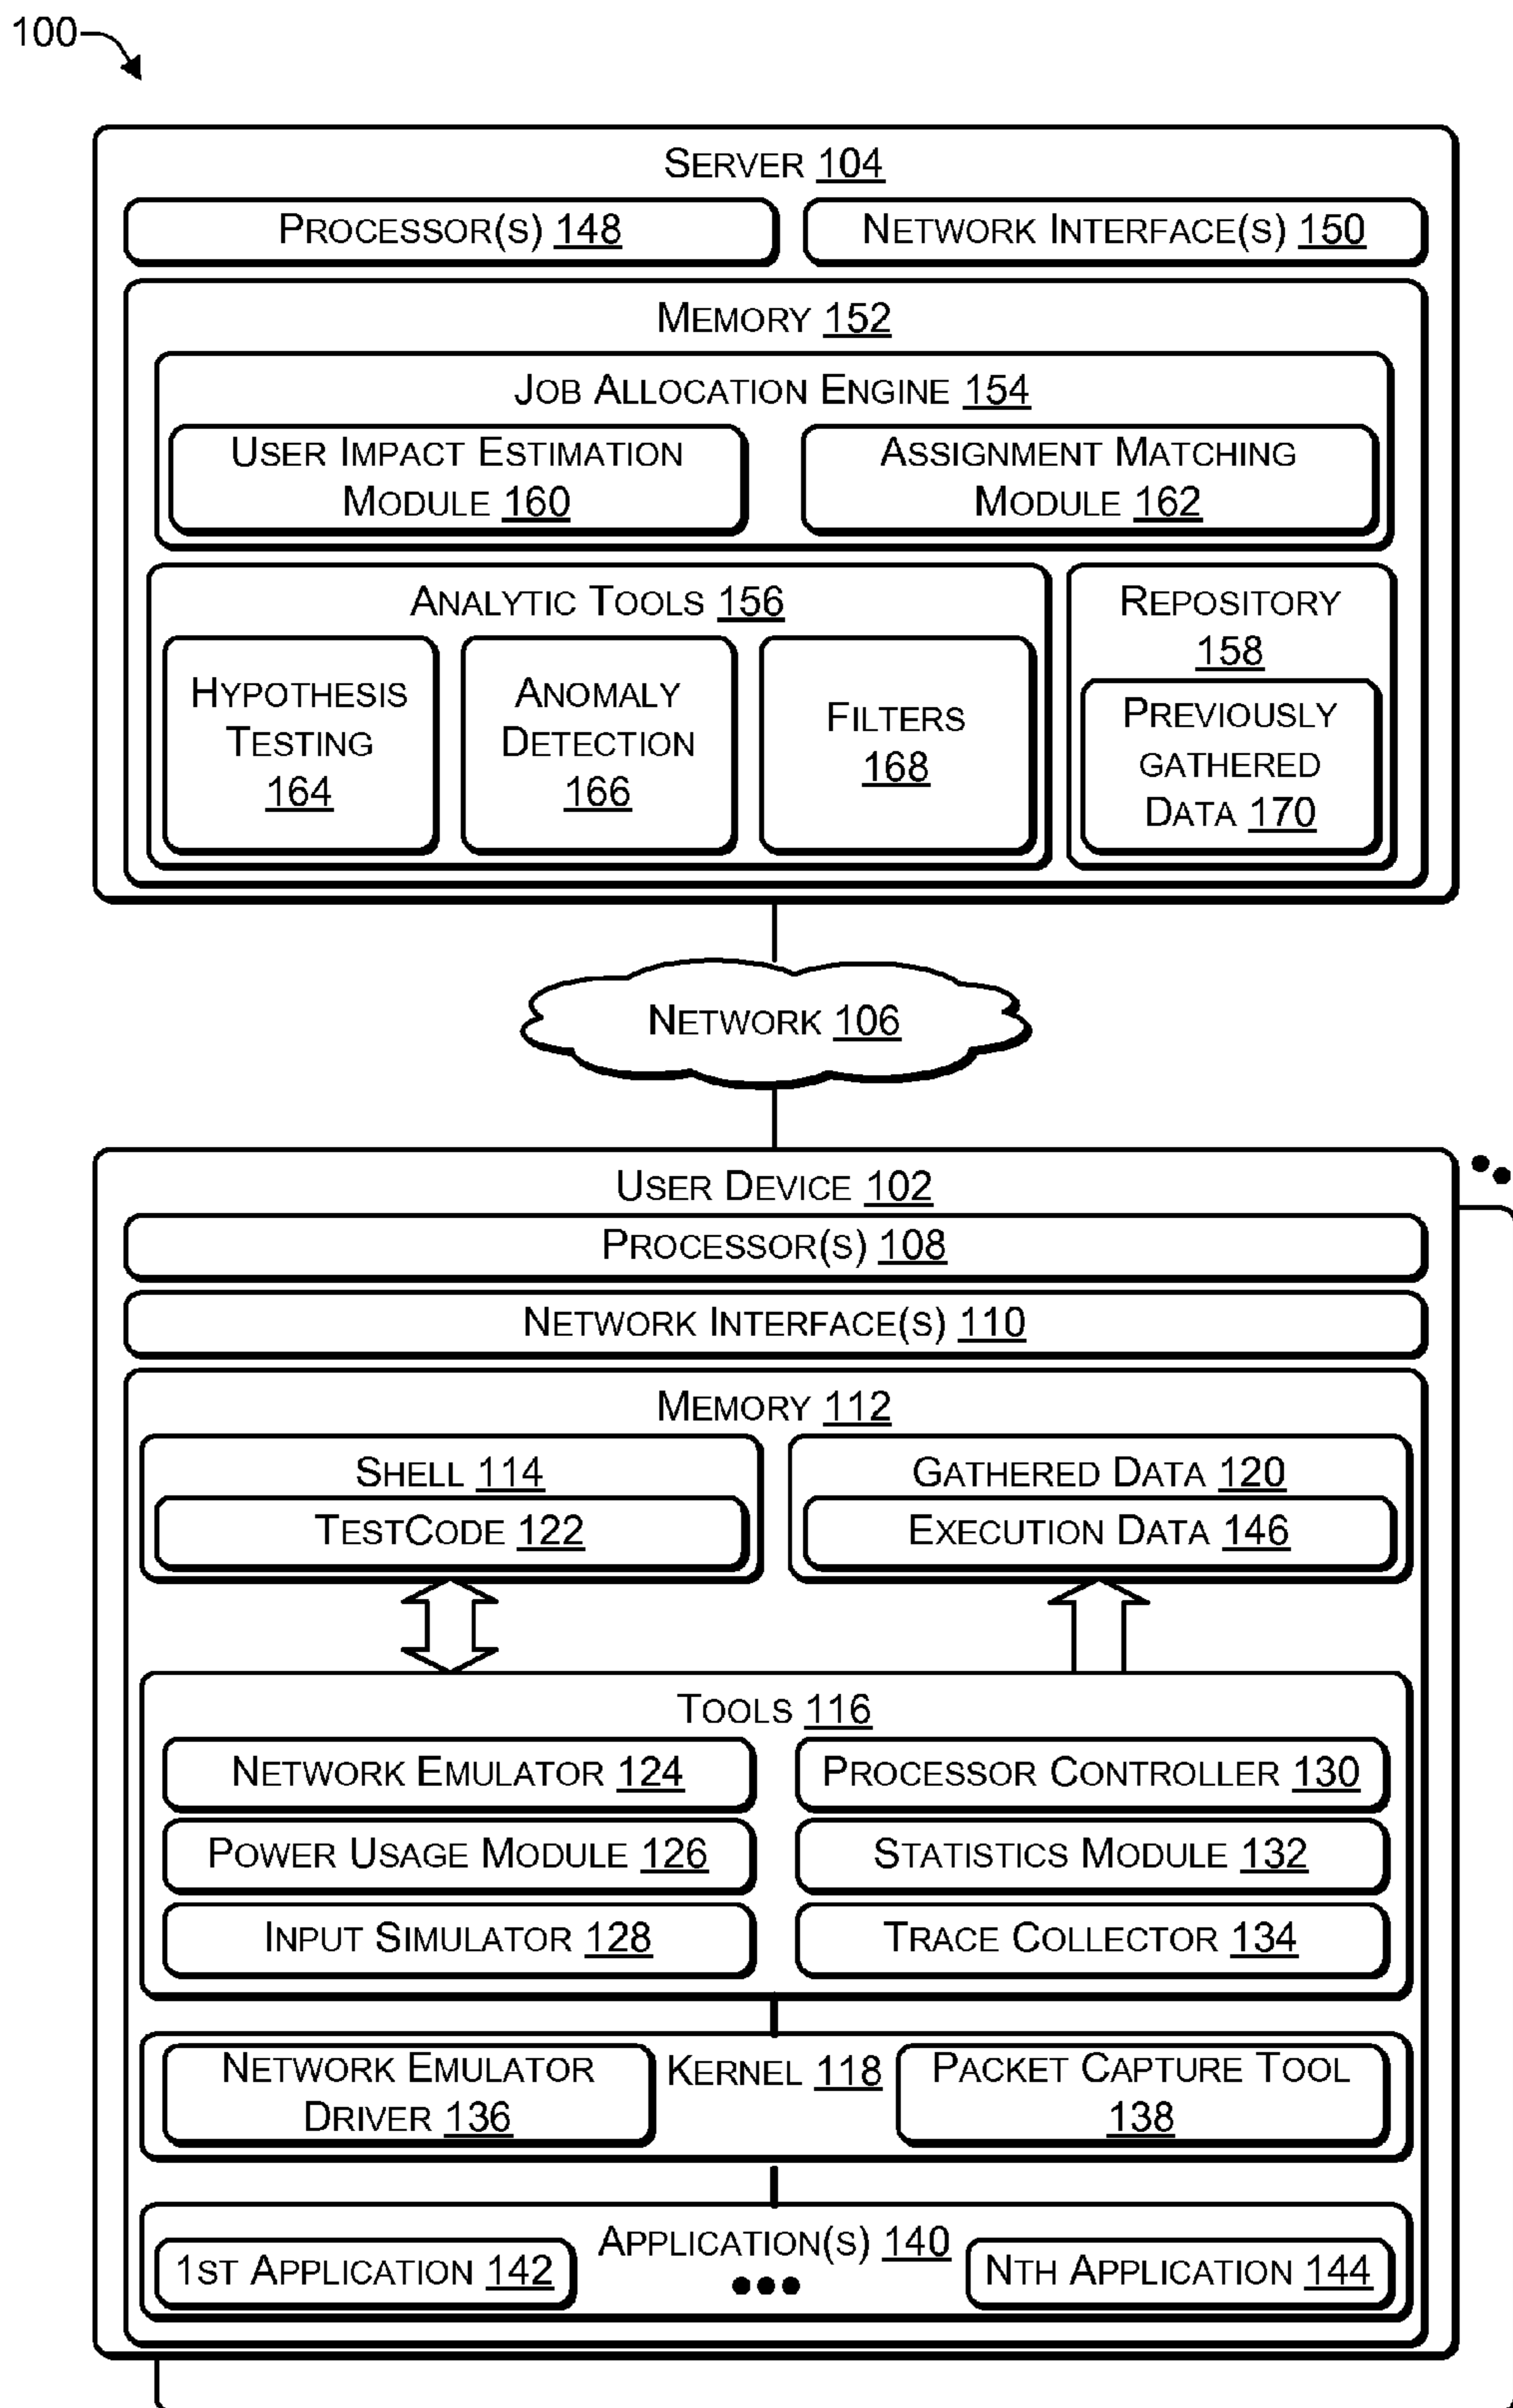 100
SERVER 104
PROCESSOR(S) 148
NETWORK INTERFACE(S) 150
MEMORY 152
JOB ALLOCATION ENGINE 154
USER IMPACT ESTIMATION
MODULE 160
ASSIGNMENT MATCHING
MODULE 162
ANALYTIC TOOLS 156
HYPOTHESIS
TESTING
164
ANOMALY
DETECTION
166
FILTERS
168
REPOSITORY
158
PREVIOUSLY
GATHERED
DATA 170
NETWORK 106
USER DEVICE 102
PROCESSOR(S) 108
NETWORK INTERFACE(S) 110
MEMORY 112
SHELL 114
TESTCODE 122
GATHERED DATA 120
EXECUTION DATA 146
TOOLS 116
NETWORK EMULATOR 124
PROCESSOR CONTROLLER 130
POWER USAGE MODULE 126
STATISTICS MODULE 132
INPUT SIMULATOR 128
TRACE COLLECTOR 134
NETWORK EMULATOR
DRIVER 136
KERNEL 118
PACKET CAPTURE TOOL
138
APPLICATION(S) 140
1ST APPLICATION 142
NTH APPLICATION 144